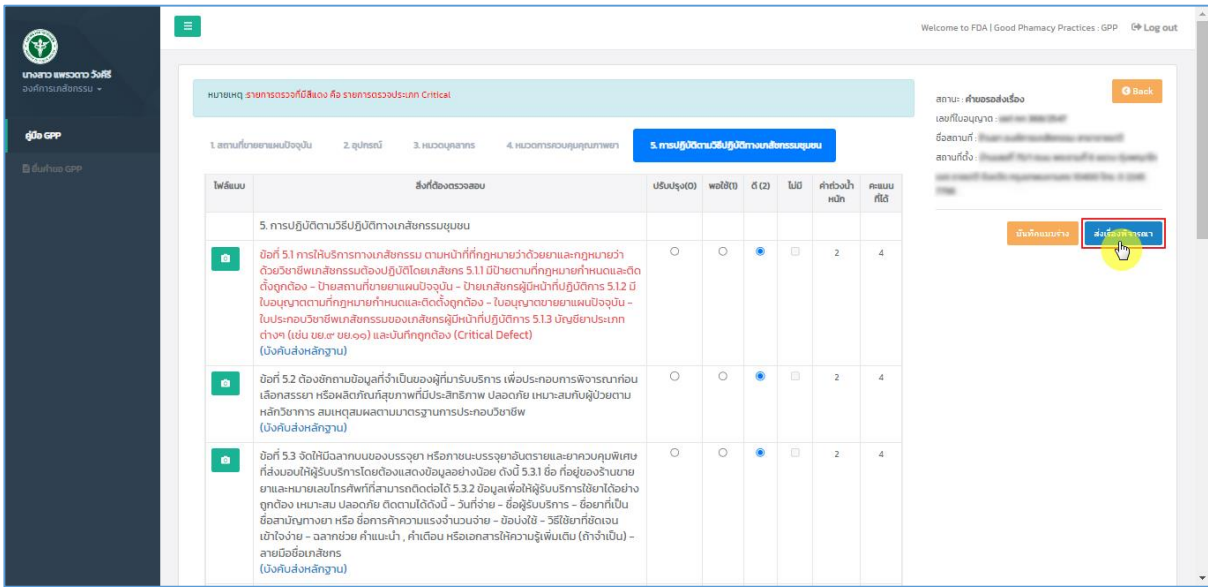 Welcome to FDA | Good Phamacy Practices : GPP Log out
นางสาว แพรวดาว วังคีรี
องค์การเภสัชกรรม
คู่มือ GPP
ยื่นคำขอ GPP
หมายเหตุ :รายการตรวจที่มีสีแดง คือ รายการตรวจประเภท Critical
1. สถานที่ขายยาแผนปัจจุบัน 2. อุปกรณ์ 3. หมวดบุคลากร 4. หมวดการควบคุมคุณภาพยา 5. การปฏิบัติตามวิธีปฏิบัติทางเภสัชกรรมชุมชน
ไฟล์แนบ สิ่งที่ต้องตรวจสอบ ปรับปรุง(0) พอใช้(1) ดี (2) ไม่มี ค่าถ่วงน้ำ
หนัก คะแนน
ที่ได้
5. การปฏิบัติตามวิธีปฏิบัติทางเภสัชกรรมชุมชน
ข้อที่ 5.1 การให้บริการทางเภสัชกรรม ตามหน้าที่ที่กฎหมายว่าด้วยยาและกฎหมายว่า
ด้วยวิชาชีพเภสัชกรรมต้องปฏิบัติโดยเภสัชกร 5.1.1 มีป้ายตามที่กฎหมายกำหนดและติด
ตั้งถูกต้อง - ป้ายสถานที่ขายยาแผนปัจจุบัน - ป้ายเภสัชกรผู้มีหน้าที่ปฏิบัติการ 5.1.2 มี
ใบอนุญาตตามที่กฎหมายกำหนดและติดตั้งถูกต้อง - ใบอนุญาตขายยาแผนปัจจุบัน -
ใบประกอบวิชาชีพเภสัชกรรมของเภสัชกรผู้มีหน้าที่ปฏิบัติการ 5.1.3 บัญชียาประเภท
ต่างๆ (เช่น ขย.๙ ขย.๑๑) และบันทึกถูกต้อง (Critical Defect)
(บังคับส่งหลักฐาน)
2 4
ข้อที่ 5.2 ต้องซักถามข้อมูลที่จำเป็นของผู้ที่มารับบริการ เพื่อประกอบการพิจารณาก่อน
เลือกสรรยา หรือผลิตภัณฑ์สุขภาพที่มีประสิทธิภาพ ปลอดภัย เหมาะสมกับผู้ป่วยตาม
หลักวิชาการ สมเหตุสมผลตามมาตรฐานการประกอบวิชาชีพ
(บังคับส่งหลักฐาน)
2 4
ข้อที่ 5.3 จัดให้มีฉลากบนของบรรจุยา หรือภาชนะบรรจุยาอันตรายและยาควบคุมพิเศษ
ที่ส่งมอบให้ผู้รับบริการโดยต้องแสดงข้อมูลอย่างน้อย ดังนี้ 5.3.1 ชื่อ ที่อยู่ของร้านขาย
ยาและหมายเลขโทรศัพท์ที่สามารถติดต่อได้ 5.3.2 ข้อมูลเพื่อให้ผู้รับบริการใช้ยาได้อย่าง
ถูกต้อง เหมาะสม ปลอดภัย ติดตามได้ดังนี้ - วันที่จ่าย - ชื่อผู้รับบริการ - ชื่อยาที่เป็น
ชื่อสามัญทางยา หรือ ชื่อการค้าความแรงจำนวนจ่าย - ข้อบ่งใช้ - วิธีใช้ยาที่ชัดเจน
เข้าใจง่าย - ฉลากช่วย คำแนะนำ , คำเตือน หรือเอกสารให้ความรู้เพิ่มเติม (ถ้าจำเป็น) -
ลายมือชื่อเภสัชกร
(บังคับส่งหลักฐาน)
2 4
Back
สถานะ : คำขอรอส่งเรื่อง
เลขที่ใบอนุญาต :
ชื่อสถานที่ :
สถานที่ตั้ง :
บันทึกแบบร่าง ส่งเรื่องพิจารณา